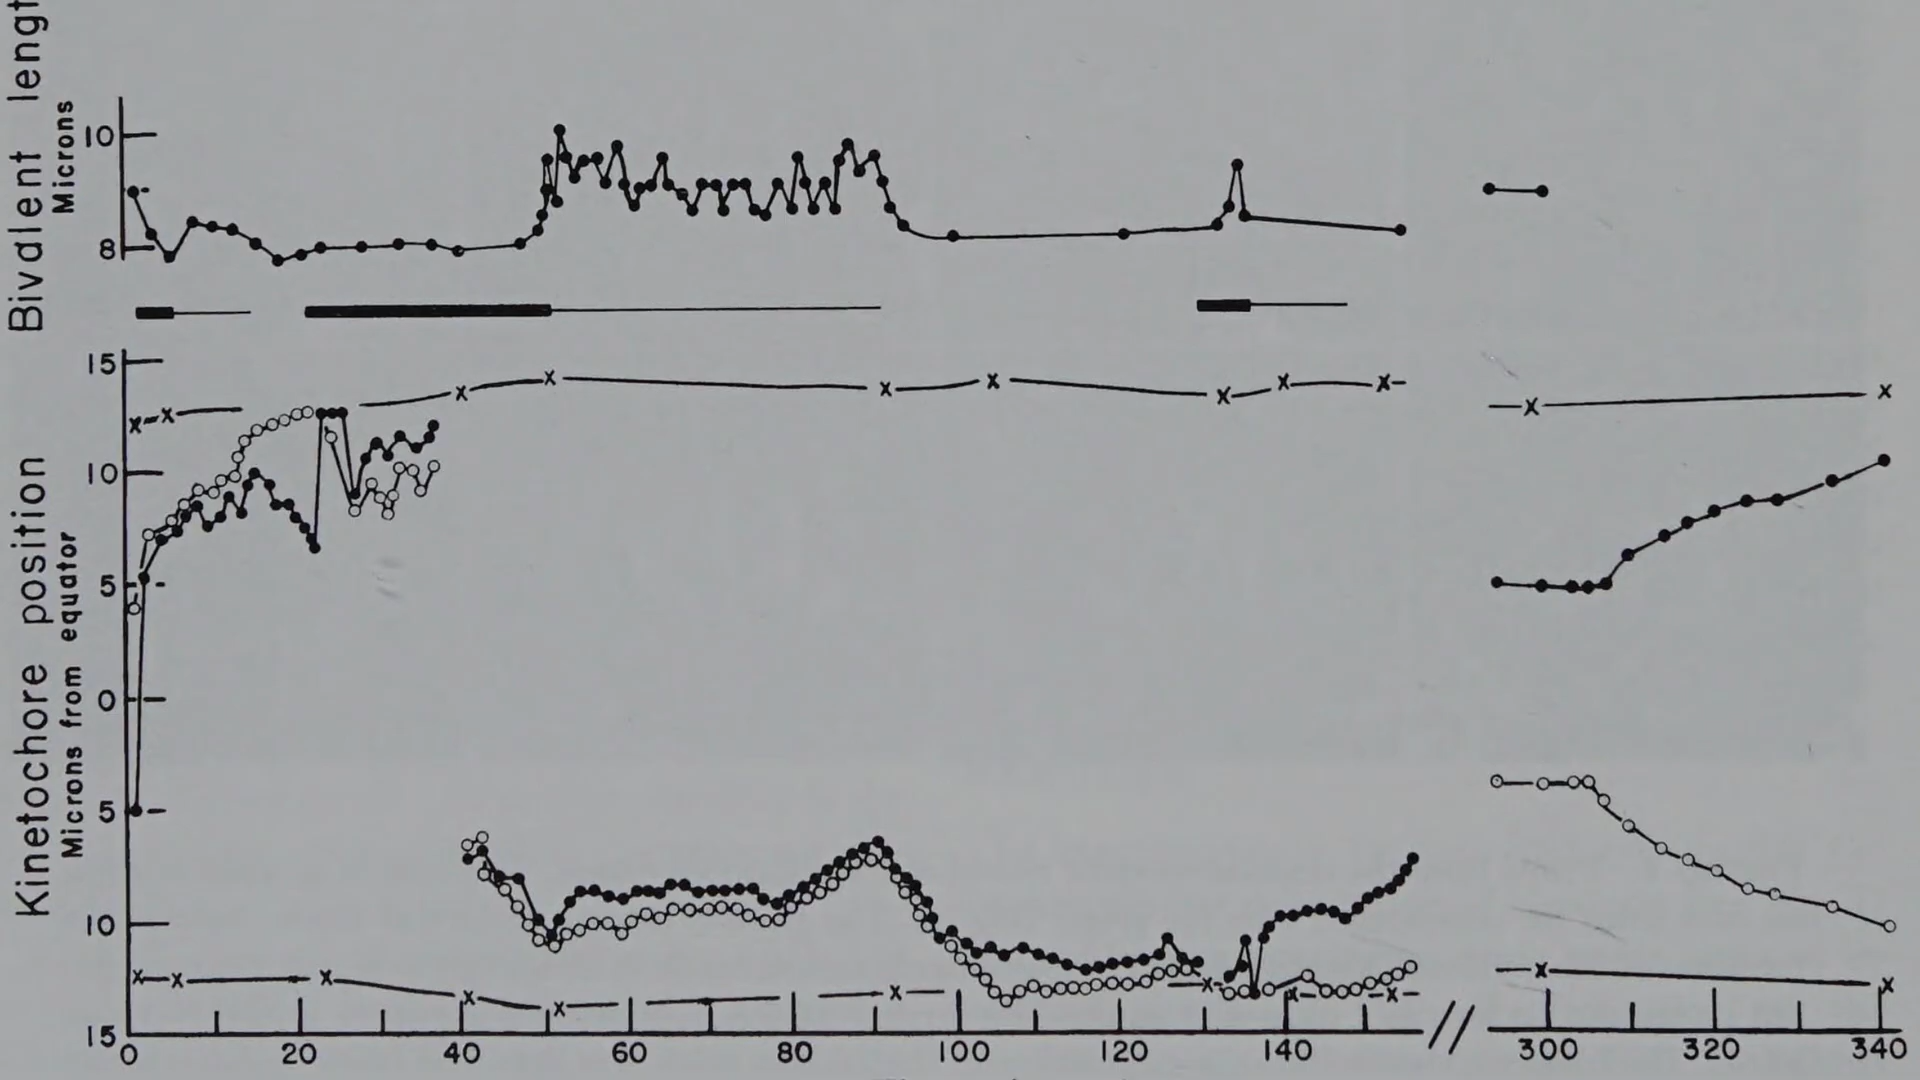 Bivalent
Microns
10
8
Kinetochore position
Microns from equator
15
10
5
0
5
10
15
0 20 40 60 80 100 120 140 300 320 340